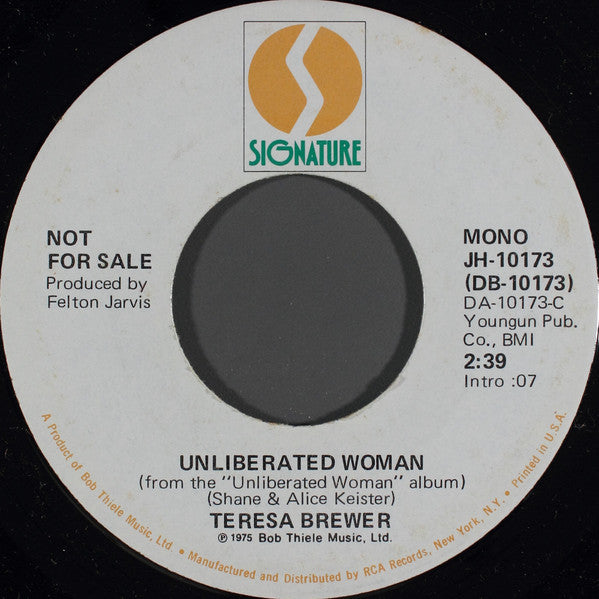 SIGNATURE
NOT
FOR SALE
Produced by
Felton Jarvis
MONO
JH-10173
(DB-10173)
DA-10173-C
Youngun Pub.
Co., BMI
2:39
Intro :07
UNLIBERATED WOMAN
(from the "Unliberated Woman" album)
(Shane & Alice Keister)
TERESA BREWER
℗ 1975 Bob Thiele Music, Ltd.
A Product of Bob Thiele Music, Ltd. • Manufactured and Distributed by RCA Records, New York, N.Y. • Printed in U.S.A.